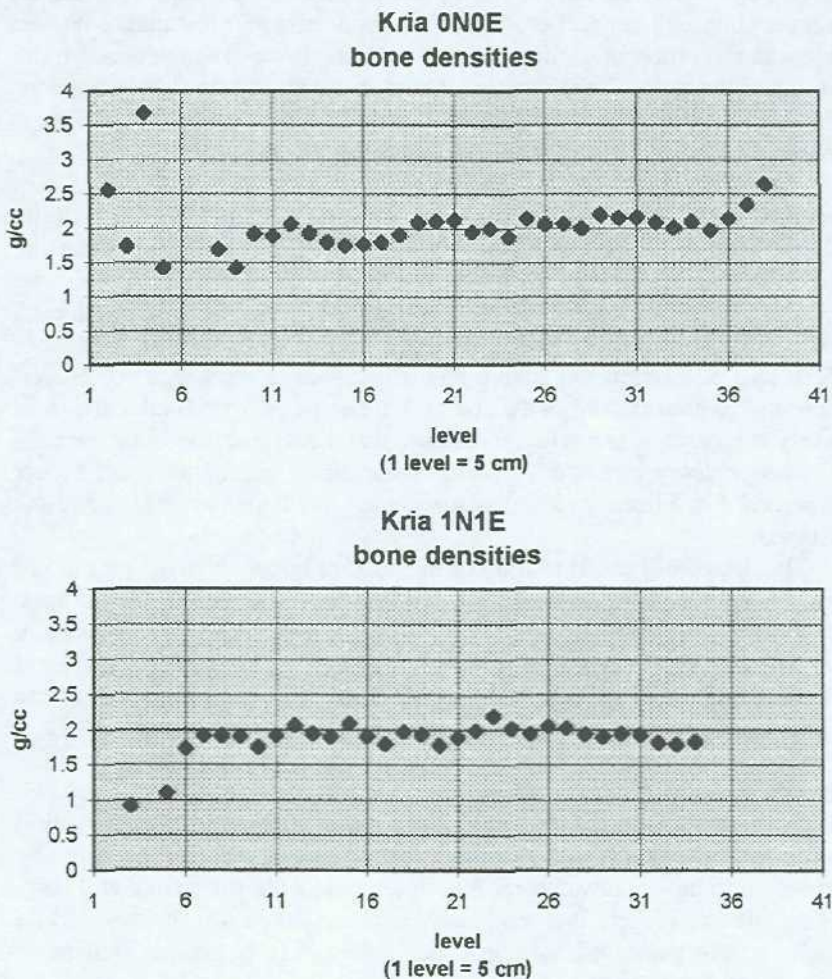 Kria 0N0E
bone densities
4
3.5
3
2.5
2
1.5
1
0.5
0
g/cc
1 6 11 16 21 26 31 36 41
level
(1 level = 5 cm)
Kria 1N1E
bone densities
4
3.5
3
2.5
2
1.5
1
0.5
0
g/cc
1 6 11 16 21 26 31 36 41
level
(1 level = 5 cm)